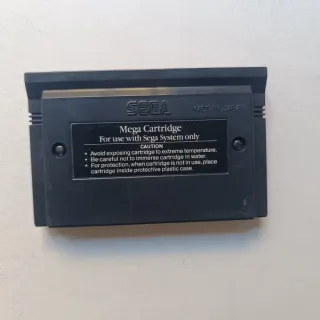 SEGA
MADE IN JAPAN
Mega Cartridge
For use with Sega System only
CAUTION
• Avoid exposing cartridge to extreme temperature.
• Be careful not to immerse cartridge in water.
• For protection, when cartridge is not in use, place
cartridge inside protective plastic case.